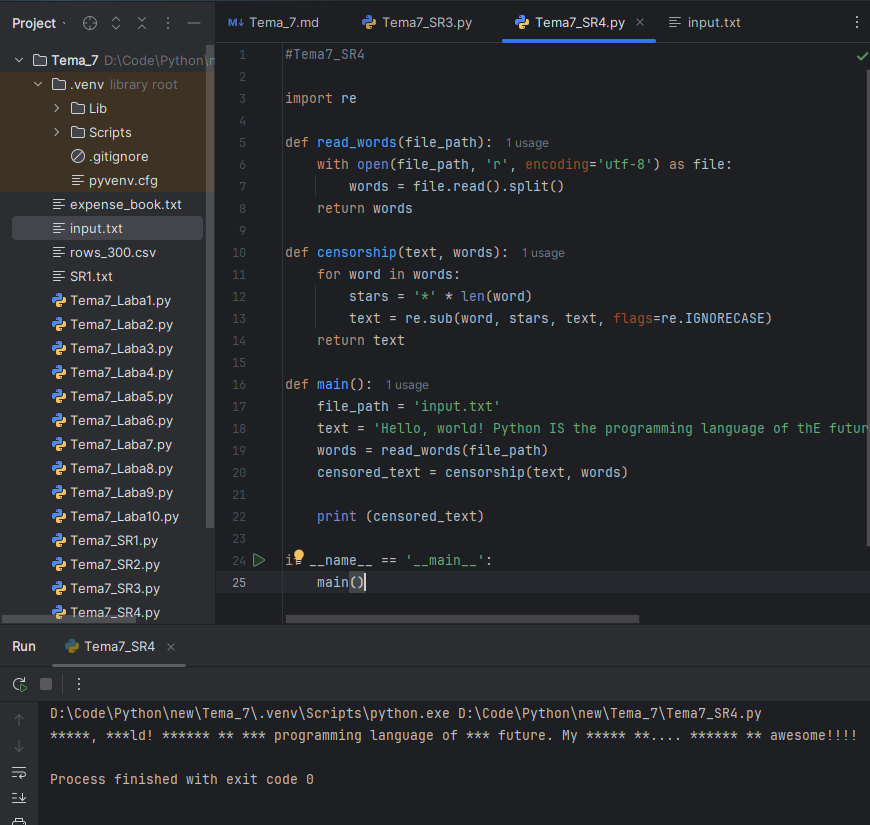 Project
Tema_7.md
Tema7_SR3.py
Tema7_SR4.py
input.txt
Tema_7 D:\Code\Python\n
.venv library root
Lib
Scripts
.gitignore
pyvenv.cfg
expense_book.txt
input.txt
rows_300.csv
SR1.txt
Tema7_Laba1.py
Tema7_Laba2.py
Tema7_Laba3.py
Tema7_Laba4.py
Tema7_Laba5.py
Tema7_Laba6.py
Tema7_Laba7.py
Tema7_Laba8.py
Tema7_Laba9.py
Tema7_Laba10.py
Tema7_SR1.py
Tema7_SR2.py
Tema7_SR3.py
Tema7_SR4.py
1 #Tema7_SR4
2
3 import re
4
5 def read_words(file_path): 1 usage
6 with open(file_path, 'r', encoding='utf-8') as file:
7 words = file.read().split()
8 return words
9
10 def censorship(text, words): 1 usage
11 for word in words:
12 stars = '*' * len(word)
13 text = re.sub(word, stars, text, flags=re.IGNORECASE)
14 return text
15
16 def main(): 1 usage
17 file_path = 'input.txt'
18 text = 'Hello, world! Python IS the programming language of thE futur
19 words = read_words(file_path)
20 censored_text = censorship(text, words)
21
22 print (censored_text)
23
24 i __name__ == '__main__':
25 main()
Run Tema7_SR4
D:\Code\Python\new\Tema_7\.venv\Scripts\python.exe D:\Code\Python\new\Tema_7\Tema7_SR4.py
*****, ***ld! ****** ** *** programming language of *** future. My ***** **.... ****** ** awesome!!!!
Process finished with exit code 0